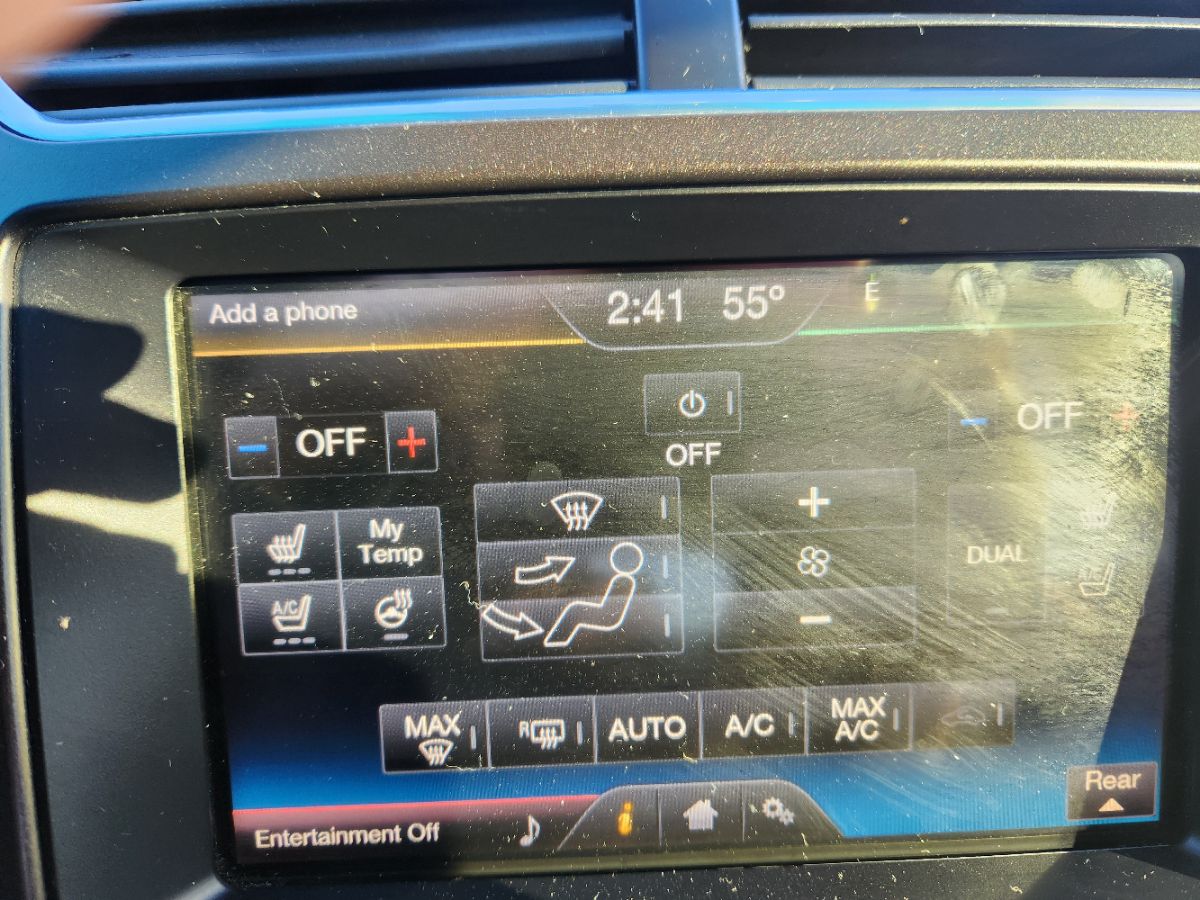 Add a phone
2:41 55° E
OFF
OFF
OFF
My
Temp
A/C
DUAL
MAX
R
AUTO
A/C
MAX
A/C
Rear
Entertainment Off
i